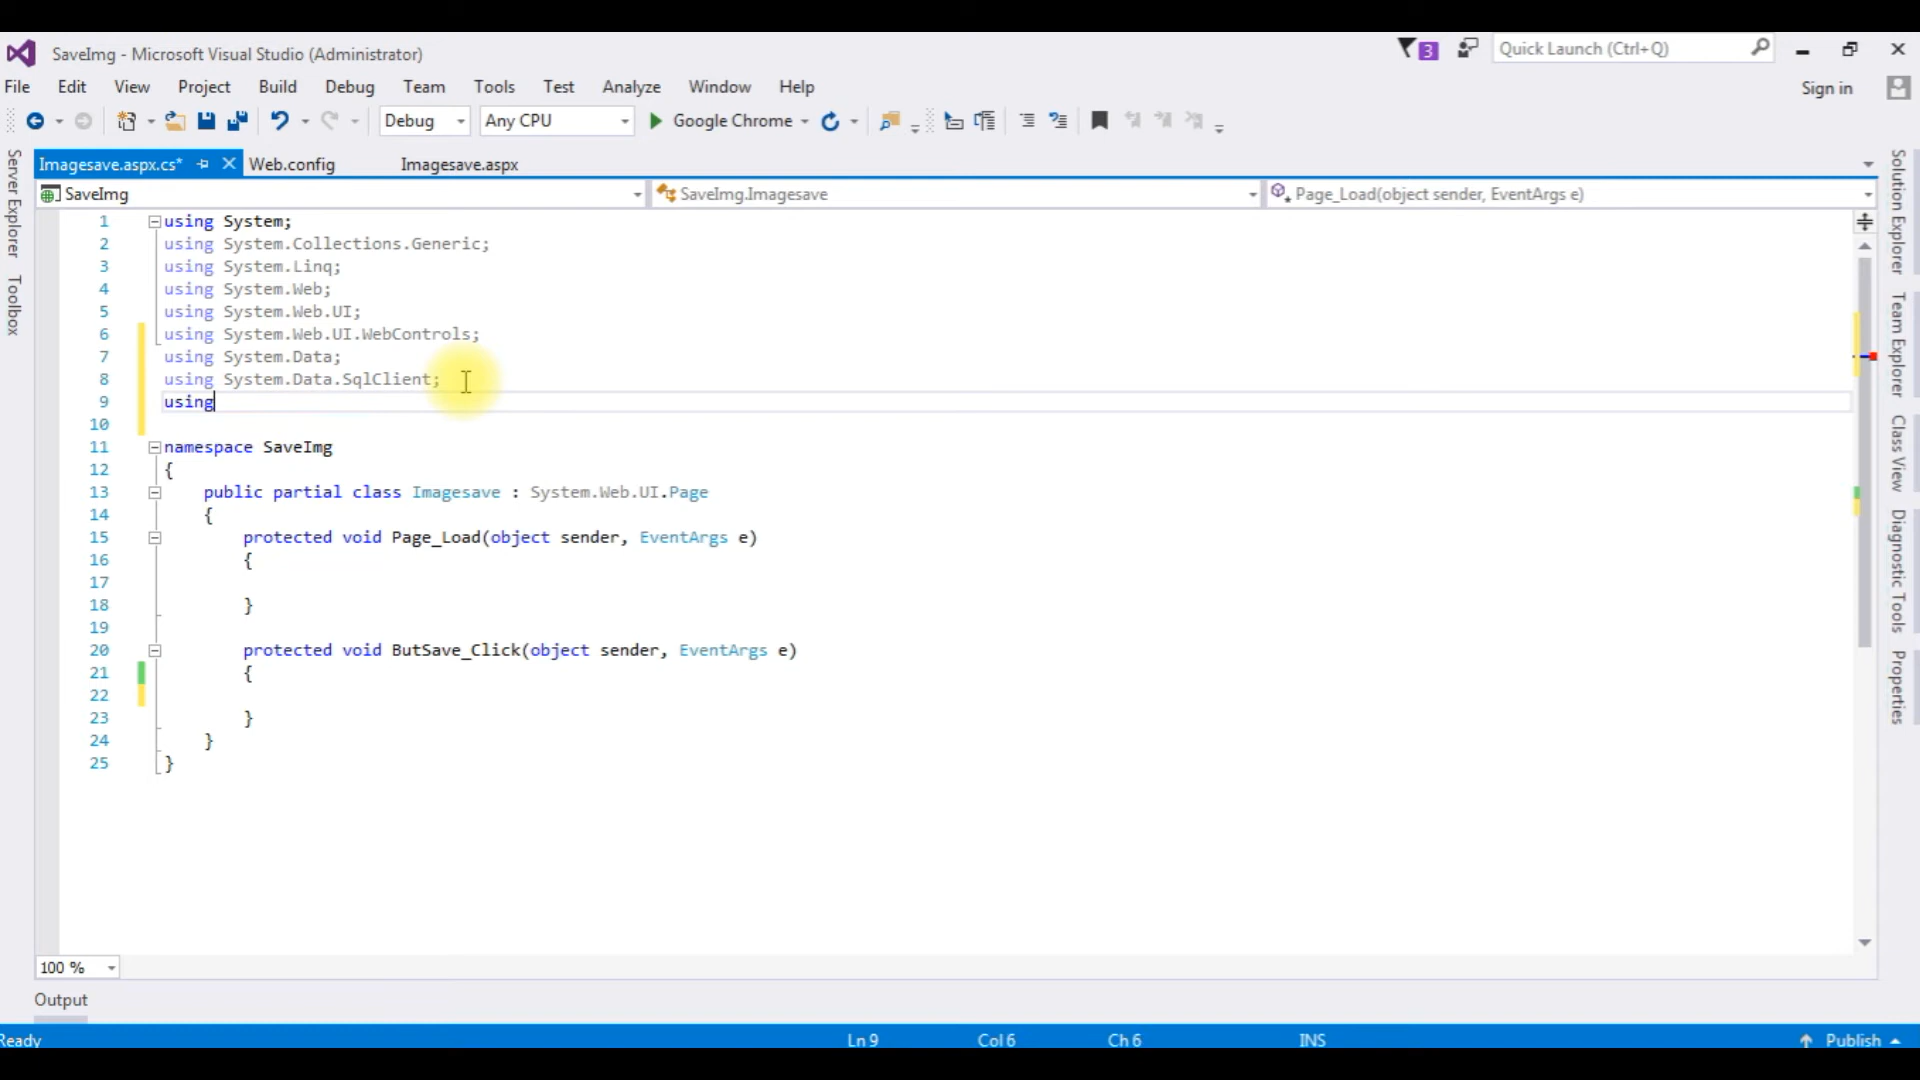 SaveImg - Microsoft Visual Studio (Administrator)
3
Quick Launch (Ctrl+Q)
File Edit View Project Build Debug Team Tools Test Analyze Window Help
Sign in
Debug Any CPU Google Chrome
Imagesave.aspx.cs* Web.config Imagesave.aspx
SaveImg SaveImg.Imagesave Page_Load(object sender, EventArgs e)
Server Explorer
Toolbox
1 using System;
2 using System.Collections.Generic;
3 using System.Linq;
4 using System.Web;
5 using System.Web.UI;
6 using System.Web.UI.WebControls;
7 using System.Data;
8 using System.Data.SqlClient;
9 using
10
11 namespace SaveImg
12 {
13 public partial class Imagesave : System.Web.UI.Page
14 {
15 protected void Page_Load(object sender, EventArgs e)
16 {
17
18 }
19
20 protected void ButSave_Click(object sender, EventArgs e)
21 {
22
23 }
24 }
25 }
Solution Explorer
Team Explorer
Class View
Diagnostic Tools
Properties
100 %
Output
Ready Ln 9 Col 6 Ch 6 INS Publish